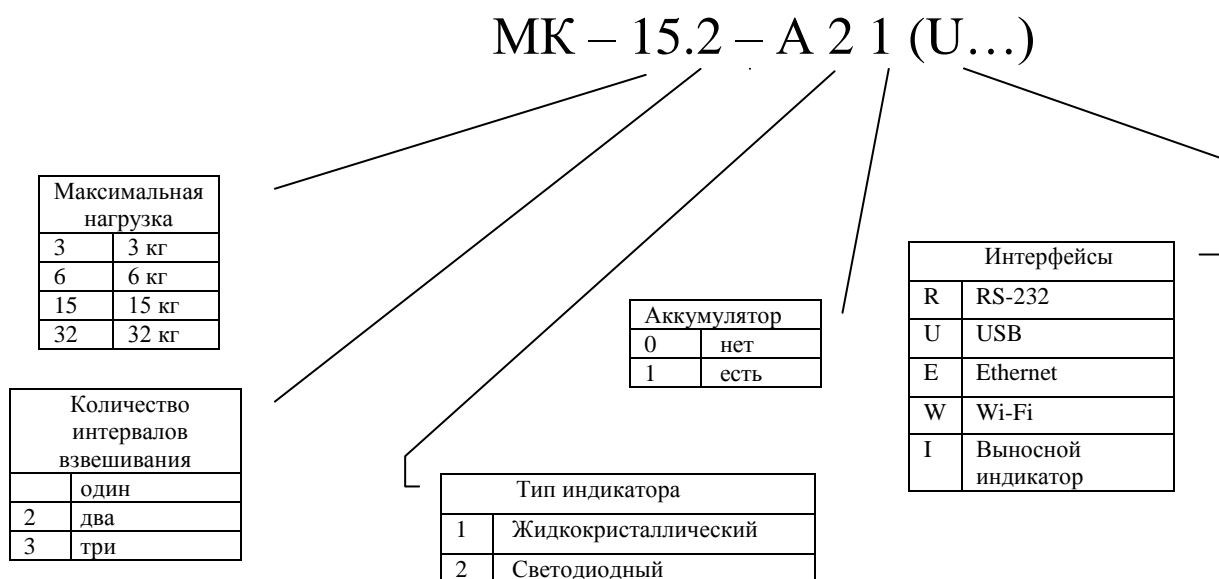 МК – 15.2 – А 2 1 (U…)
Максимальная
нагрузка
3 3 кг
6 6 кг
15 15 кг
32 32 кг
Количество
интервалов
взвешивания
один
2 два
3 три
Аккумулятор
0 нет
1 есть
Тип индикатора
1 Жидкокристаллический
2 Светодиодный
Интерфейсы
R RS-232
U USB
E Ethernet
W Wi-Fi
I Выносной
индикатор